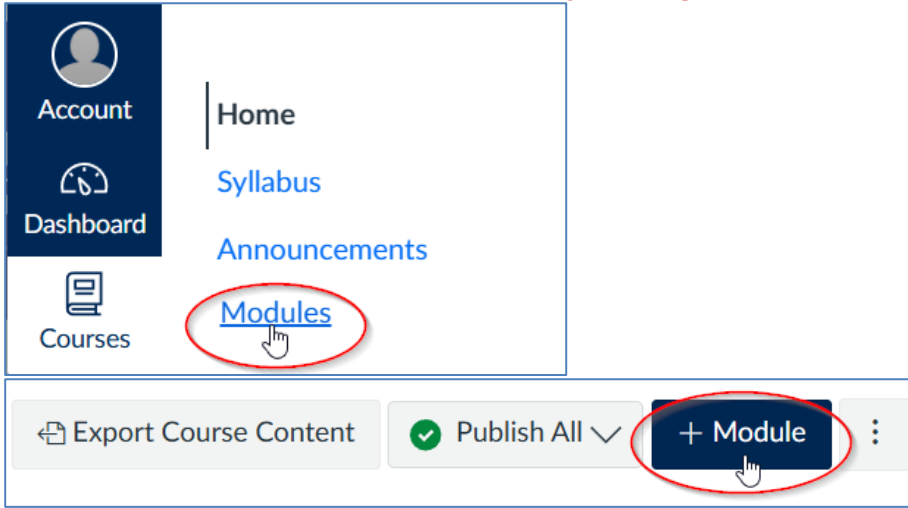 Account
Home
Syllabus
Dashboard
Announcements
Modules
Courses
Export Course Content
Publish All
+ Module